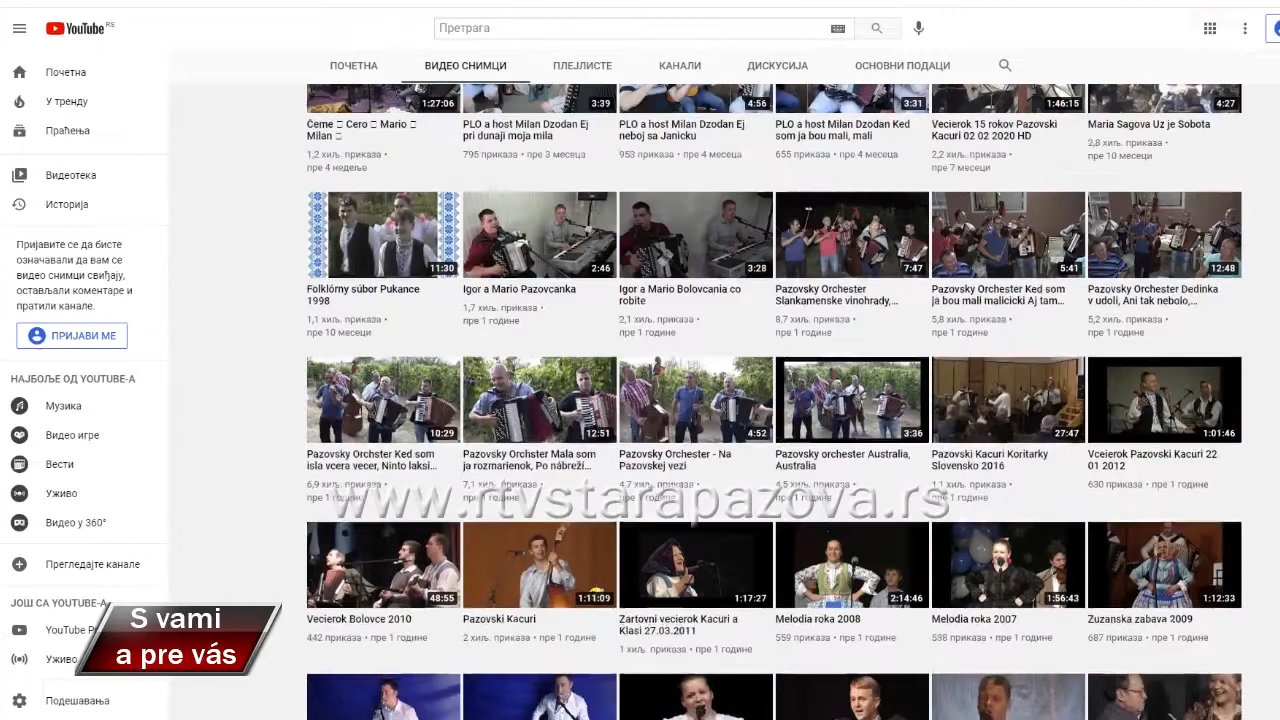 YouTube RS
Претрага
ПОЧЕТНА ВИДЕО СНИМЦИ ПЛЕЈЛИСТЕ КАНАЛИ ДИСКУСИЈА ОСНОВНИ ПОДАЦИ
Почетна
У тренду
Праћења
Видеотека
Историја
Пријавите се да бисте
означавали да вам се
видео снимци свиђају,
остављали коментаре и
пратили канале.
ПРИЈАВИ МЕ
НАЈБОЉЕ ОД YOUTUBE-А
Музика
Видео игре
Вести
Уживо
Видео у 360°
Прегледајте канале
ЈОШ СА YOUTUBE-А
YouTube
Уживо
Подешавања
1:27:06 3:39 4:56 3:31 1:46:15 4:27
Čeme Cero Mario
Milan
1,2 хиљ. приказа •
пре 4 недеље
PLO a host Milan Dzodan Ej
pri dunaji moja mila
795 приказа • пре 3 месеца
PLO a host Milan Dzodan Ej
neboj sa Janicku
953 приказа • пре 4 месеца
PLO a host Milan Dzodan Ked
som ja bou mali, mali
655 приказа • пре 4 месеца
Vecierok 15 rokov Pazovski
Kacuri 02 02 2020 HD
2,2 хиљ. приказа •
пре 7 месеци
Maria Sagova Uz je Sobota
2,8 хиљ. приказа •
пре 10 месеци
11:30 2:46 3:28 7:47 5:41 12:48
Folklórny súbor Pukance
1998
1,1 хиљ. приказа •
пре 10 месеци
Igor a Mario Pazovcanka
1,7 хиљ. приказа •
пре 1 године
Igor a Mario Bolovcania co
robite
2,1 хиљ. приказа •
пре 1 године
Pazovsky Orchester
Slankamenske vinohrady,...
8,7 хиљ. приказа •
пре 1 године
Pazovsky Orchester Ked som
ja bou mali malicicki Aj tam...
5,8 хиљ. приказа •
пре 1 године
Pazovsky Orchester Dedinka
v udoli, Ani tak nebolo,...
5,2 хиљ. приказа •
пре 1 године
10:29 12:51 4:52 3:36 27:47 1:01:46
Pazovsky Orchster Ked som
isla vcera vecer, Ninto laksi...
6,9 хиљ. приказа •
пре 1 године
Pazovsky Orchster Mala som
ja rozmarienok, Po nábreží...
7,1 хиљ. приказа •
пре 1 године
Pazovsky Orchester - Na
Pazovskej vezi
4,7 хиљ. приказа •
пре 1 године
Pazovsky orchester Australia,
Australia
4,5 хиљ. приказа •
пре 1 године
Pazovski Kacuri Koritarky
Slovensko 2016
1,1 хиљ. приказа •
пре 1 године
Vceierok Pazovski Kacuri 22
01 2012
630 приказа • пре 1 године
www.rtvstarapazova.rs
48:55 1:11:09 1:17:27 2:14:46 1:56:43 1:12:33
Vecierok Bolovce 2010
442 приказа • пре 1 године
Pazovski Kacuri
2 хиљ. приказа • пре 1 године
Zartovni vecierok Kacuri a
Klasi 27.03.2011
1 хиљ. приказа • пре 1 године
Melodia roka 2008
559 приказа • пре 1 године
Melodia roka 2007
538 приказа • пре 1 године
Zuzanska zabava 2009
687 приказа • пре 1 године
S vami
a pre vás